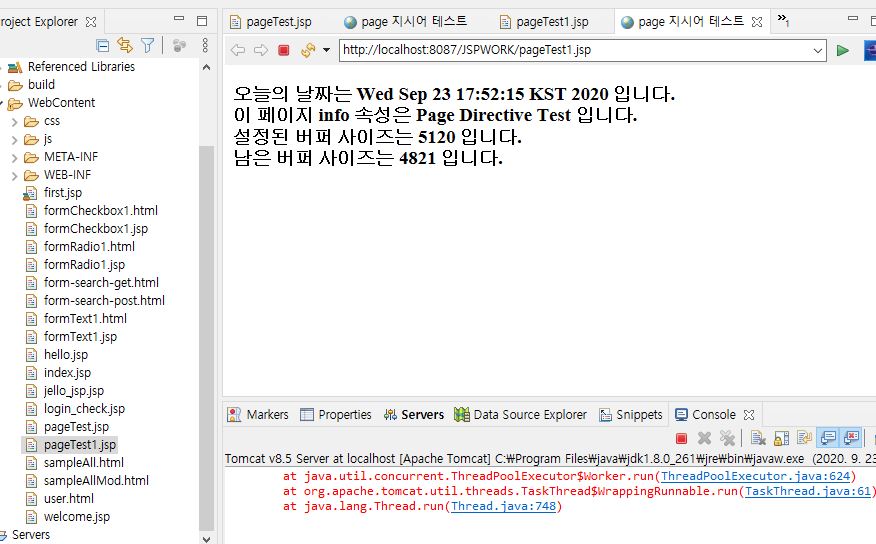 roject Explorer
Referenced Libraries
build
WebContent
css
js
META-INF
WEB-INF
first.jsp
formCheckbox1.html
formCheckbox1.jsp
formRadio1.html
formRadio1.jsp
form-search-get.html
form-search-post.html
formText1.html
formText1.jsp
hello.jsp
index.jsp
jello_jsp.jsp
login_check.jsp
pageTest.jsp
pageTest1.jsp
sampleAll.html
sampleAllMod.html
user.html
welcome.jsp
Servers
pageTest.jsp page 지시어 테스트 pageTest1.jsp page 지시어 테스트 »1
http://localhost:8087/JSPWORK/pageTest1.jsp
오늘의 날짜는 Wed Sep 23 17:52:15 KST 2020 입니다.
이 페이지 info 속성은 Page Directive Test 입니다.
설정된 버퍼 사이즈는 5120 입니다.
남은 버퍼 사이즈는 4821 입니다.
Markers Properties Servers Data Source Explorer Snippets Console
Tomcat v8.5 Server at localhost [Apache Tomcat] C:₩Program Files₩java₩jdk1.8.0_261₩jre₩bin₩javaw.exe (2020. 9. 23
at java.util.concurrent.ThreadPoolExecutor$Worker.run(ThreadPoolExecutor.java:624)
at org.apache.tomcat.util.threads.TaskThread$WrappingRunnable.run(TaskThread.java:61)
at java.lang.Thread.run(Thread.java:748)